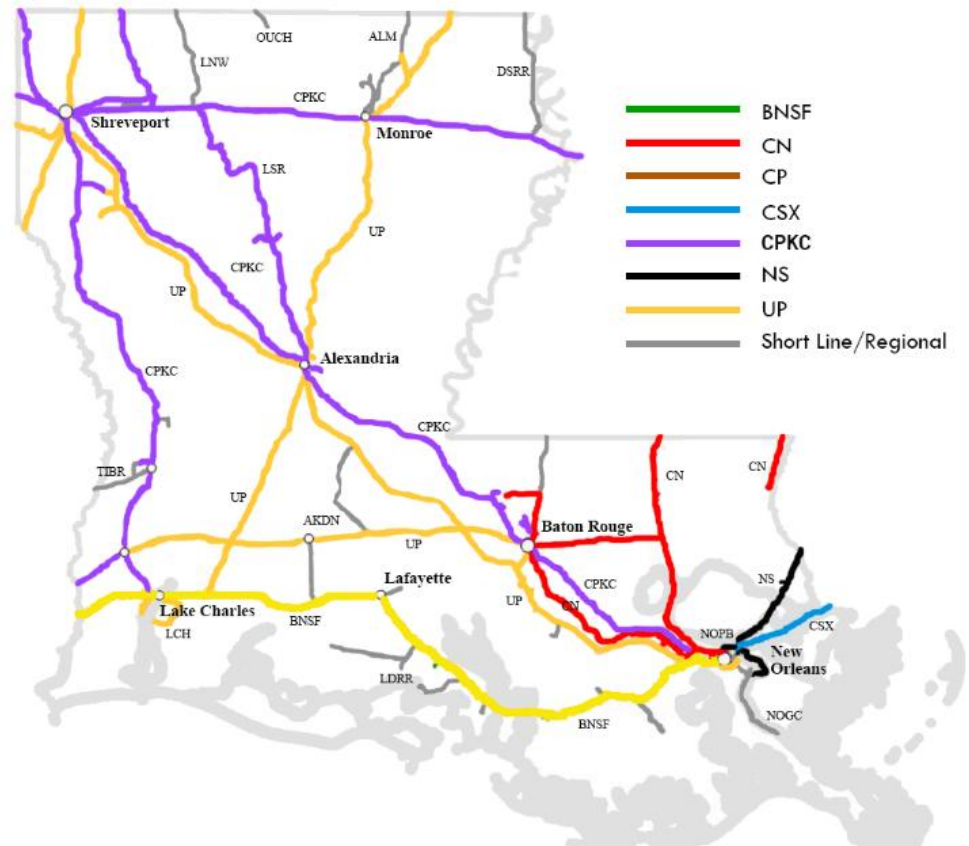 OUCH
ALM
LNW
DSRR
CPKC
Shreveport
Monroe
LSR
UP
CPKC
UP
Alexandria
CPKC
CPKC
TIBR
UP
CN
CN
AKDN
UP
Baton Rouge
Lafayette
CPKC
UP
CN
NS
Lake Charles
BNSF
LCH
NOPB
CSX
New
Orleans
LDRR
NOGC
BNSF
BNSF
CN
CP
CSX
CPKC
NS
UP
Short Line/Regional